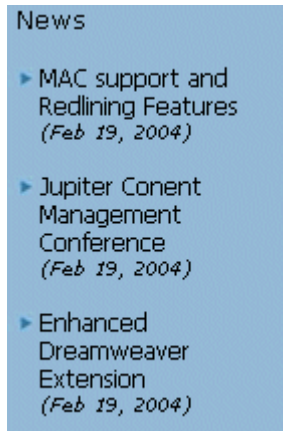 News
MAC support and
Redlining Features
(Feb 19, 2004)
Jupiter Conent
Management
Conference
(Feb 19, 2004)
Enhanced
Dreamweaver
Extension
(Feb 19, 2004)